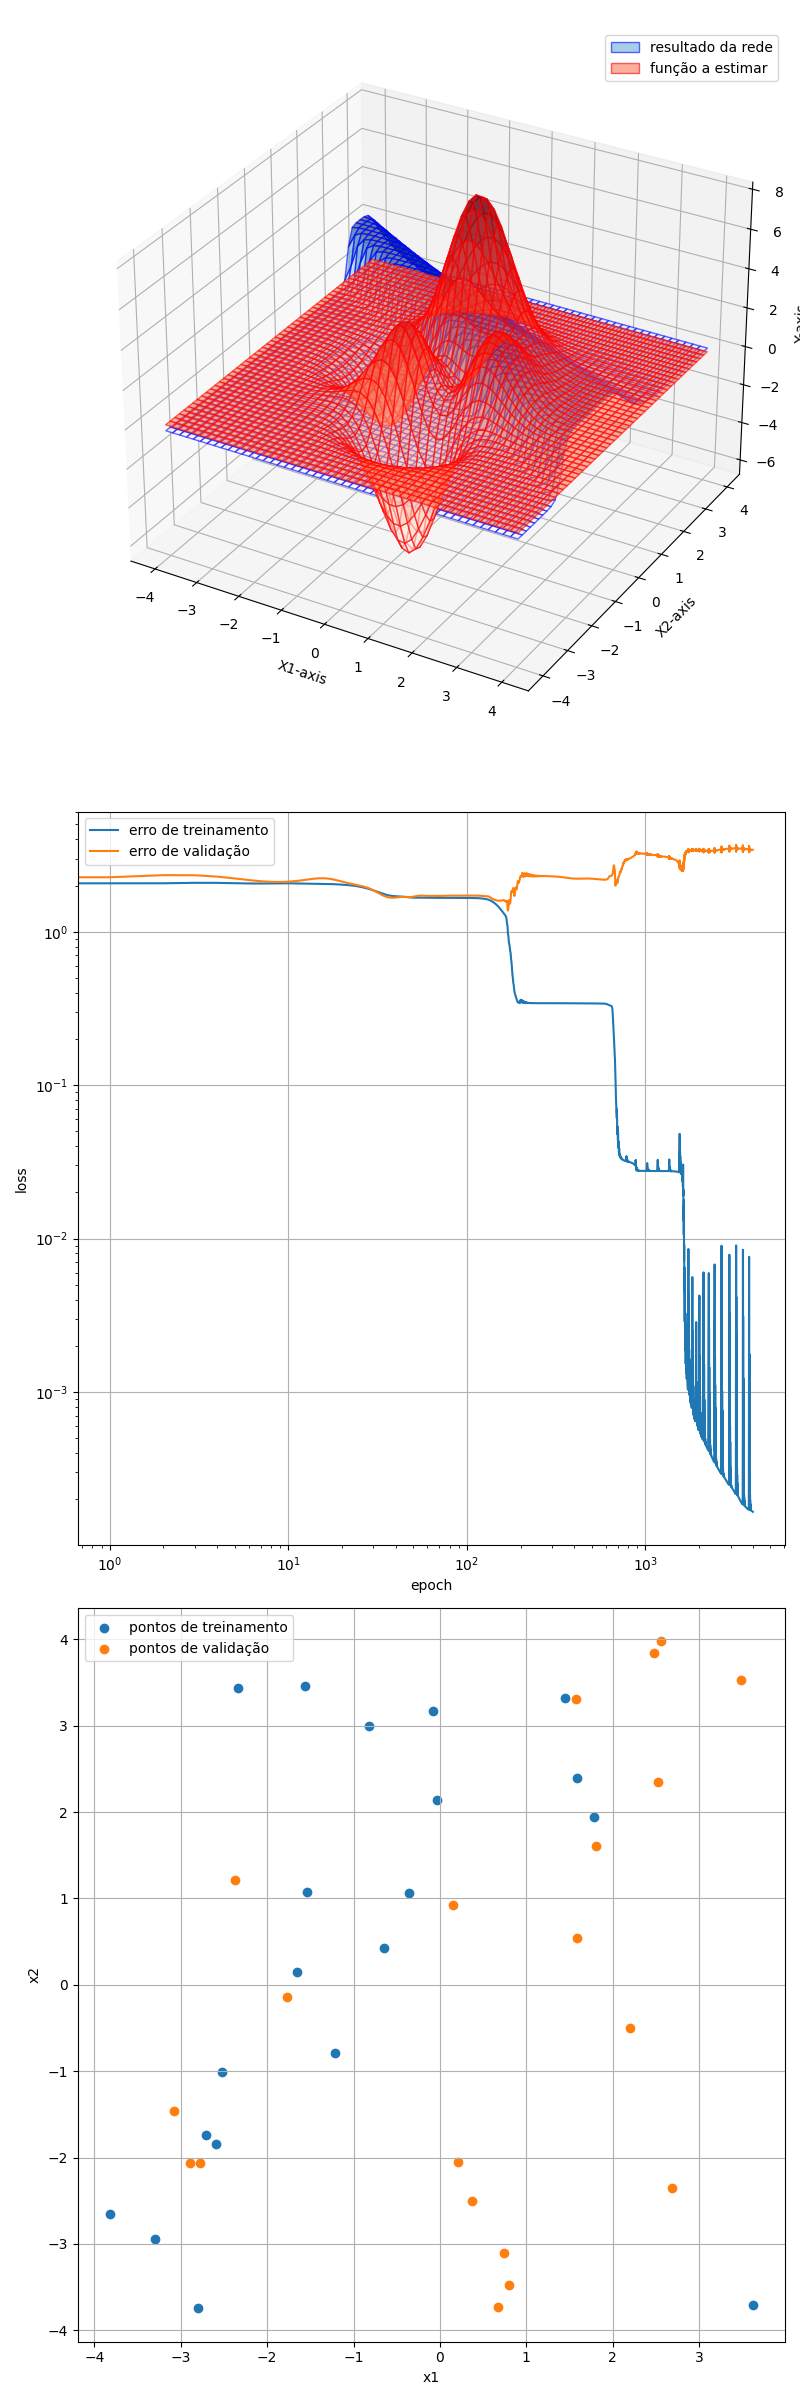 resultado da rede
função a estimar
8
6
4
2
0
−2
−4
−6
4
3
2
1
0
−1
−2
−3
−4
X2-axis
−4
−3
−2
−1
0
1
2
3
4
X1-axis
erro de treinamento
erro de validação
10^0
10^-1
10^-2
10^-3
loss
10^0 10^1 10^2 10^3
epoch
pontos de treinamento
pontos de validação
4
3
2
1
0
−1
−2
−3
−4
x2
−4 −3 −2 −1 0 1 2 3
x1